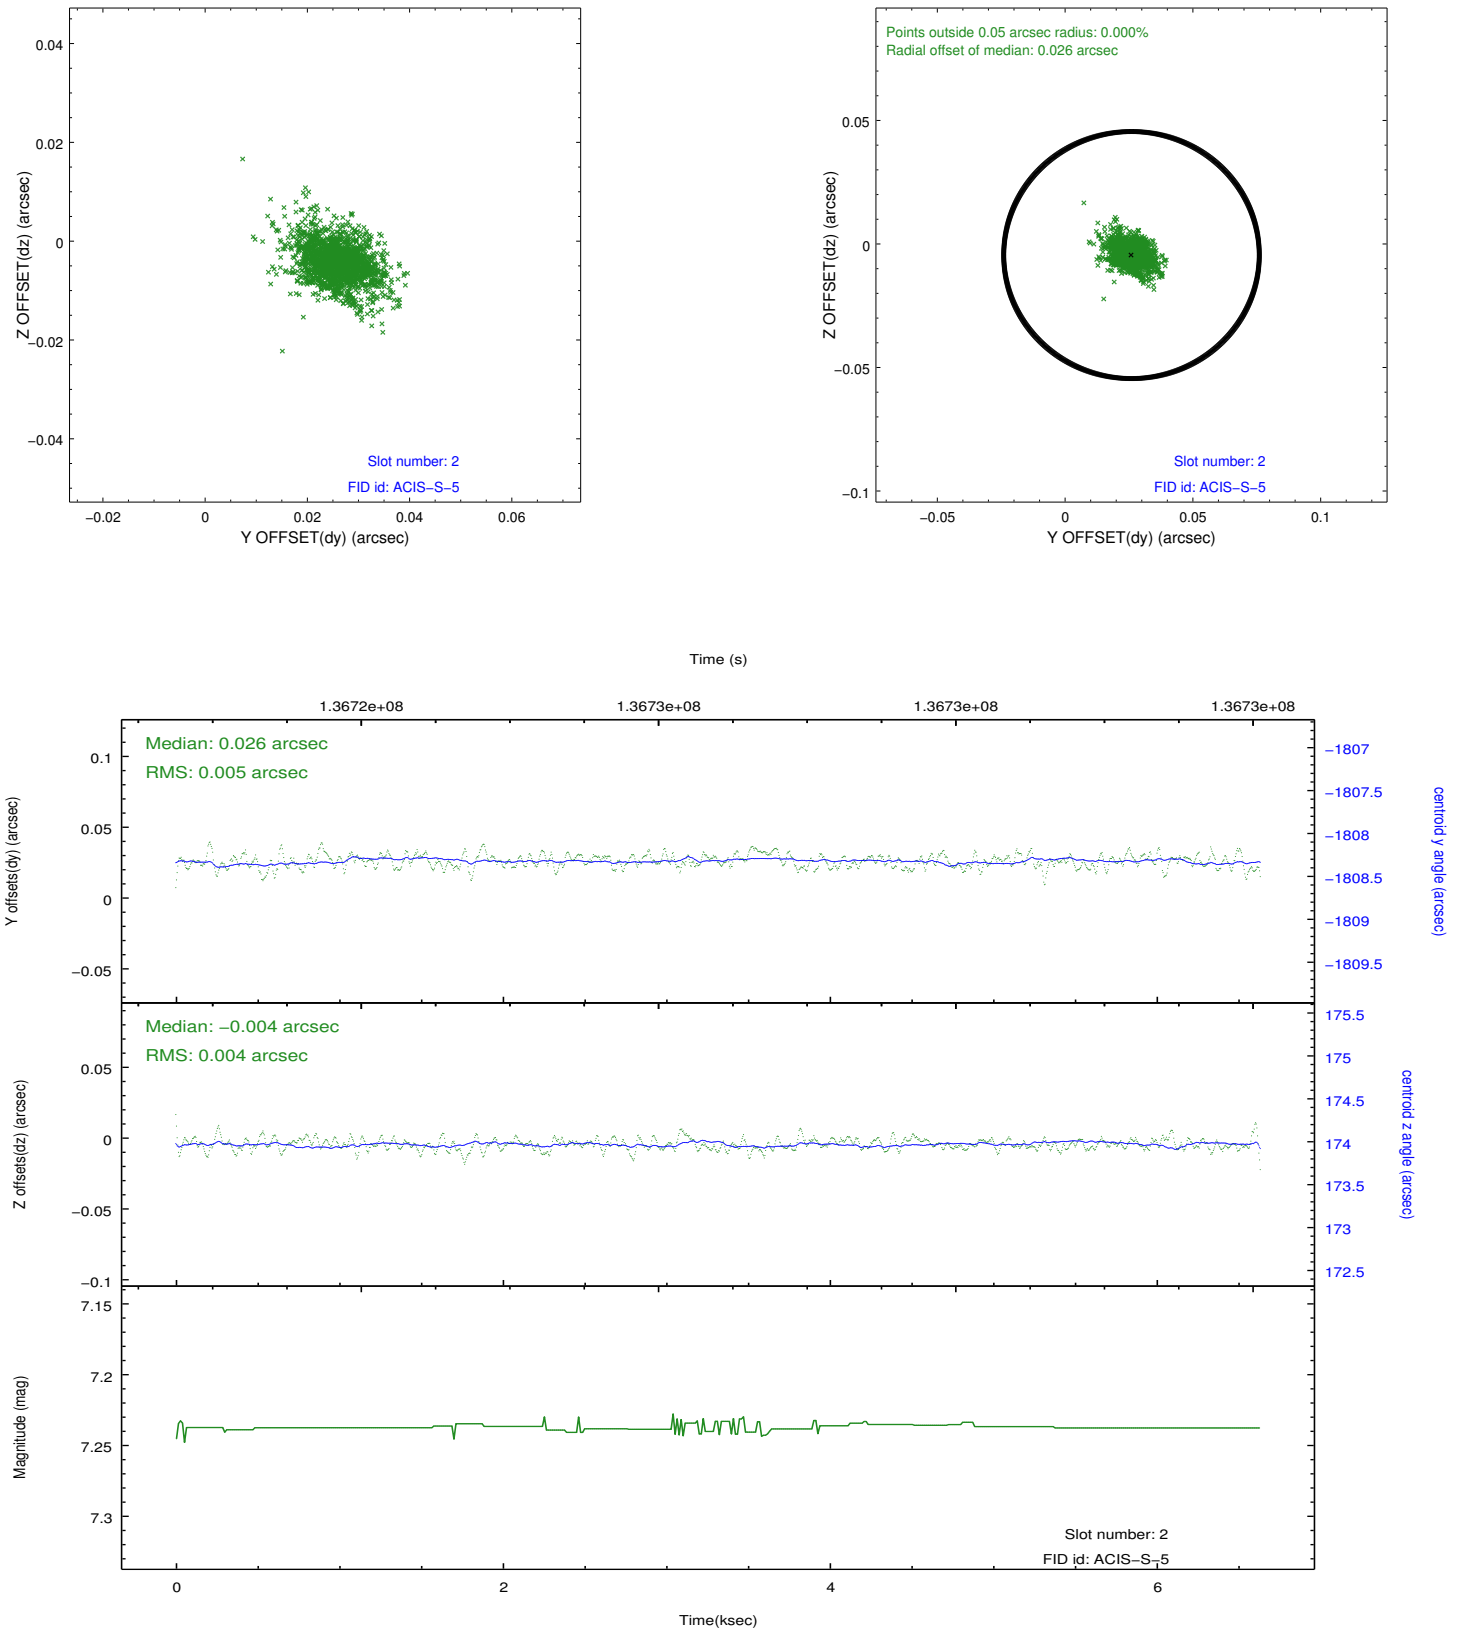 0.04
0.02
0
−0.02
−0.04
Z OFFSET(dz) (arcsec)
Slot number: 2
FID id: ACIS−S−5
−0.02 0 0.02 0.04 0.06
Y OFFSET(dy) (arcsec)
Points outside 0.05 arcsec radius: 0.000%
Radial offset of median: 0.026 arcsec
0.05
0
−0.05
−0.1
Z OFFSET(dz) (arcsec)
Slot number: 2
FID id: ACIS−S−5
−0.05 0 0.05 0.1
Y OFFSET(dy) (arcsec)
Time (s)
1.3672e+08 1.3673e+08 1.3673e+08 1.3673e+08
Median: 0.026 arcsec
RMS: 0.005 arcsec
0.1
0.05
0
−0.05
Y offsets(dy) (arcsec)
−1807
−1807.5
−1808
−1808.5
−1809
−1809.5
centroid y angle (arcsec)
Median: −0.004 arcsec
RMS: 0.004 arcsec
0.05
0
−0.05
−0.1
Z offsets(dz) (arcsec)
175.5
175
174.5
174
173.5
173
172.5
centroid z angle (arcsec)
7.15
7.2
7.25
7.3
Magnitude (mag)
Slot number: 2
FID id: ACIS−S−5
0 2 4 6
Time(ksec)